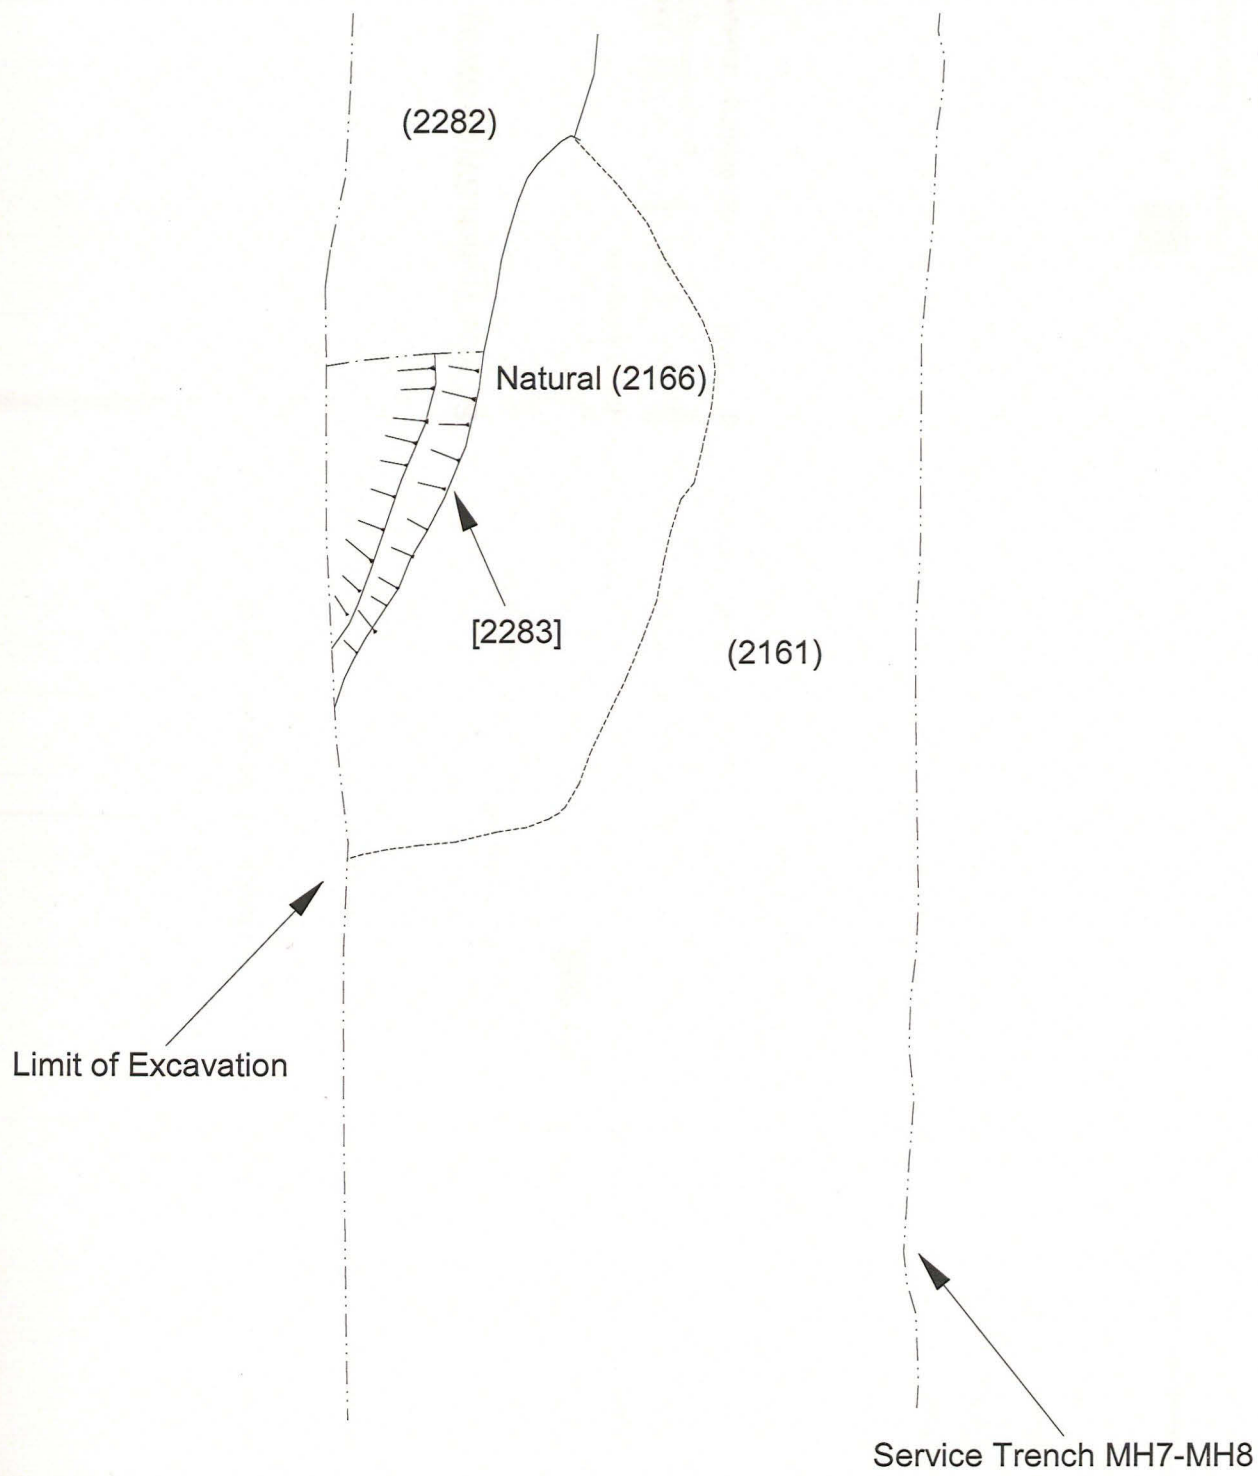 (2282)
Natural (2166)
[2283]
(2161)
Limit of Excavation
Service Trench MH7-MH8